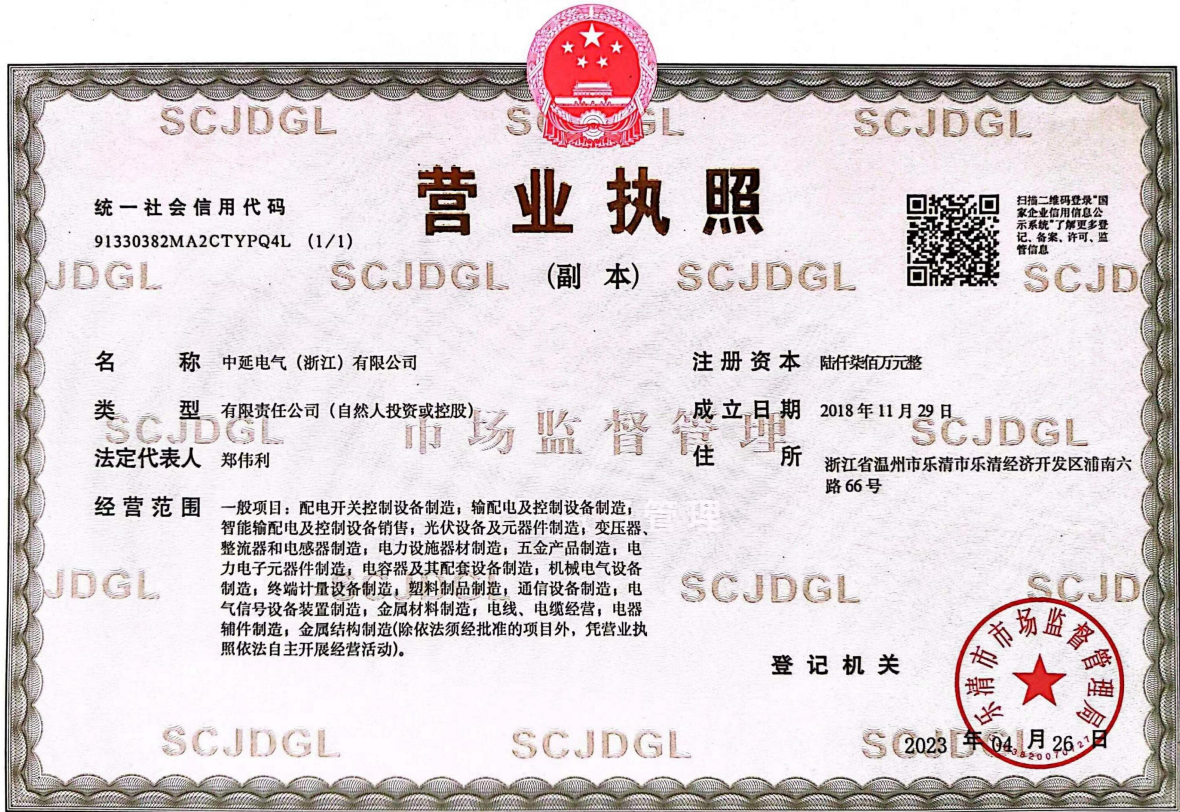 SCJDGL SCJDGL SCJDGL
营业执照
统一社会信用代码
91330382MA2CTYPQ4L (1/1)
(副 本)
扫描二维码登录“国
家企业信用信息公
示系统”了解更多登
记、备案、许可、监
管信息
JDGL SCJDGL SCJDGL SCJD
名 称 中延电气（浙江）有限公司
注册资本 陆仟柒佰万元整
类 型 有限责任公司（自然人投资或控股）
成立日期 2018年11月29日
SCJDGL 市场监督管理 SCJDGL
法定代表人 郑伟利
住 所 浙江省温州市乐清市乐清经济开发区浦南六
路66号
经营范围 一般项目：配电开关控制设备制造；输配电及控制设备制造；
智能输配电及控制设备销售；光伏设备及元器件制造；变压器、
整流器和电感器制造；电力设施器材制造；五金产品制造；电
力电子元器件制造；电容器及其配套设备制造；机械电气设备
制造；终端计量设备制造；塑料制品制造；通信设备制造；电
气信号设备装置制造；金属材料制造；电线、电缆经营；电器
辅件制造；金属结构制造(除依法须经批准的项目外，凭营业执
照依法自主开展经营活动)。
管理
JDGL SCJDGL SCJDGL SCJD
登记机关
乐清市市场监督管理局
SCJDGL SCJDGL
2023 年 04 月 26 日